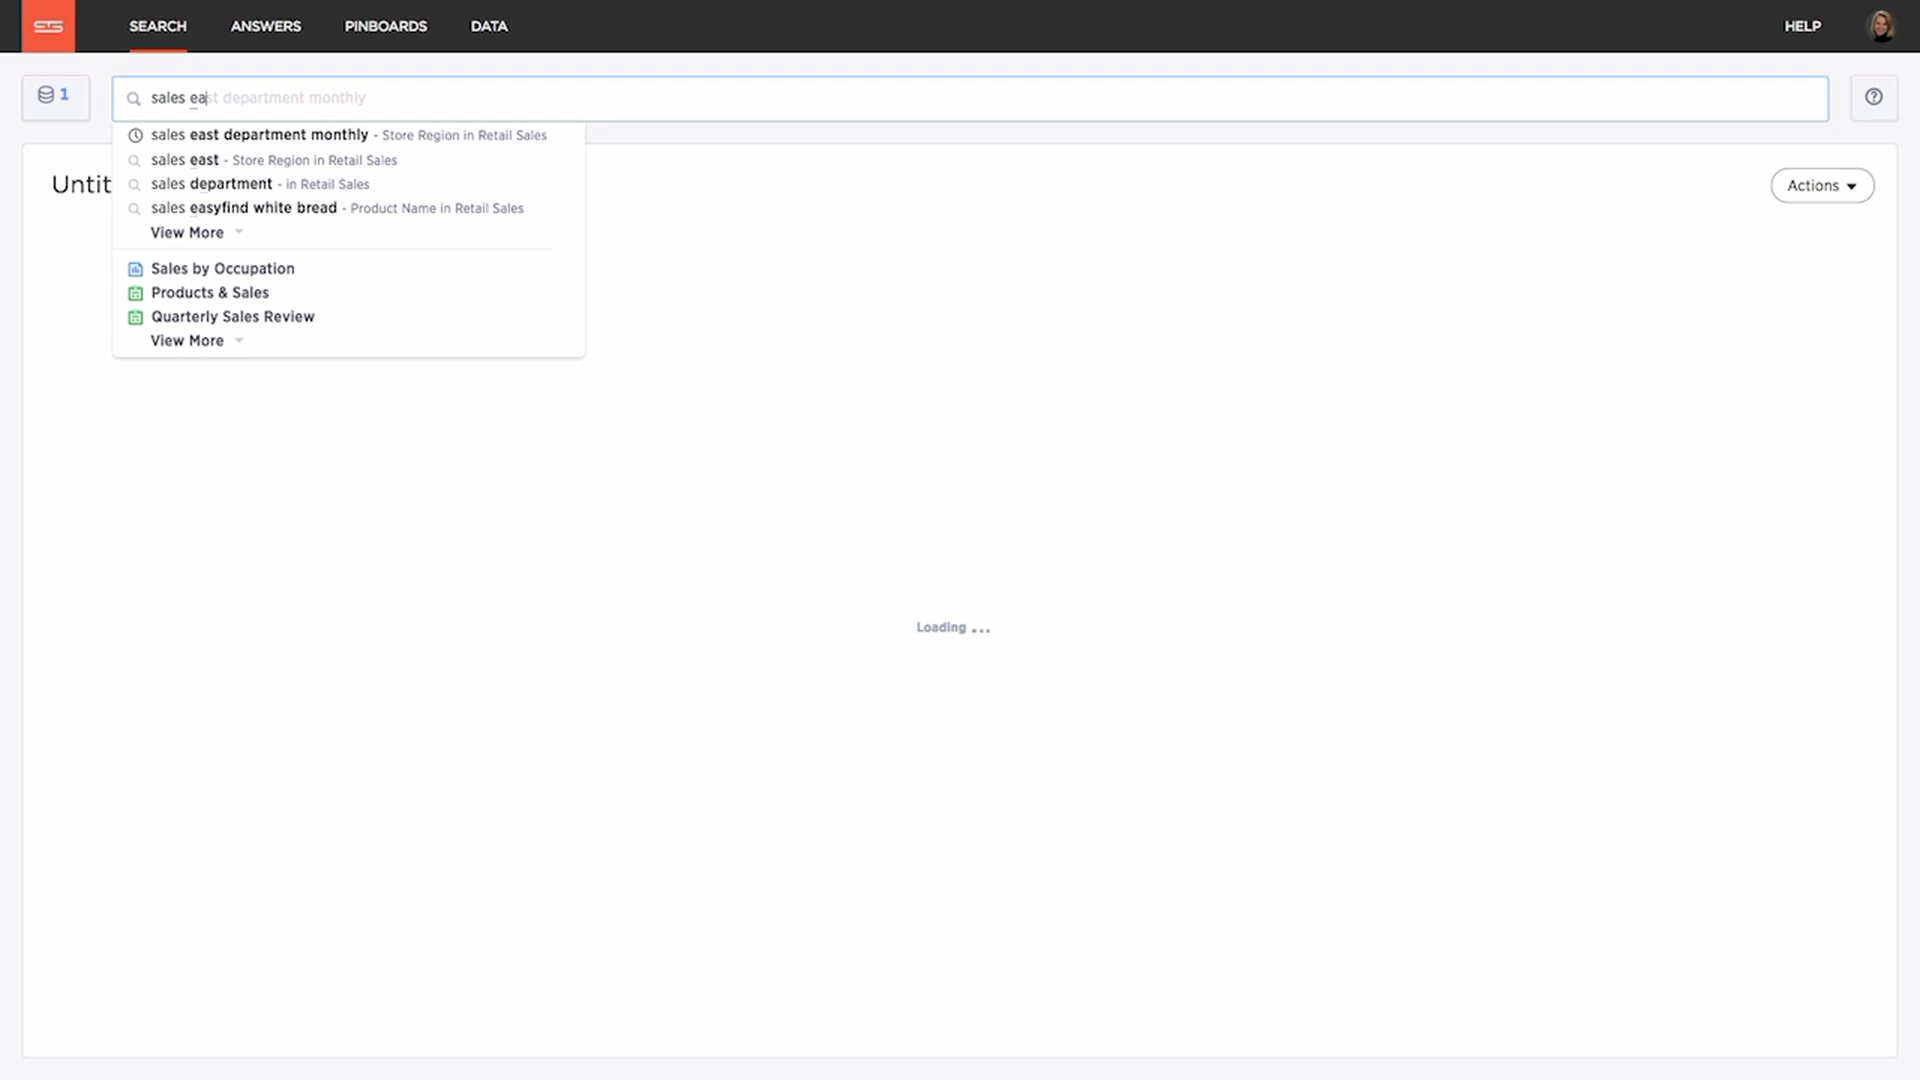 SEARCH ANSWERS PINBOARDS DATA HELP
1 sales east department monthly
sales east department monthly - Store Region in Retail Sales
sales east - Store Region in Retail Sales
Untit
sales department - in Retail Sales
Actions
sales easyfind white bread - Product Name in Retail Sales
View More
Sales by Occupation
Products & Sales
Quarterly Sales Review
View More
Loading ...